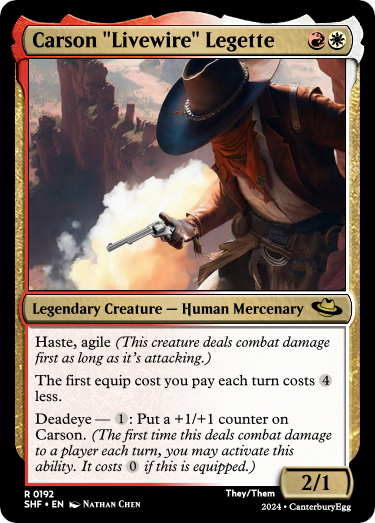 Carson "Livewire" Legette
Legendary Creature — Human Mercenary
Haste, agile (This creature deals combat damage
first as long as it's attacking.)
The first equip cost you pay each turn costs 4
less.
Deadeye — 1: Put a +1/+1 counter on
Carson. (The first time this deals combat damage
to a player each turn, you may activate this
ability. It costs 0 if this is equipped.)
2/1
R 0192
SHF • EN Nathan Chen
They/Them
2024 • CanterburyEgg